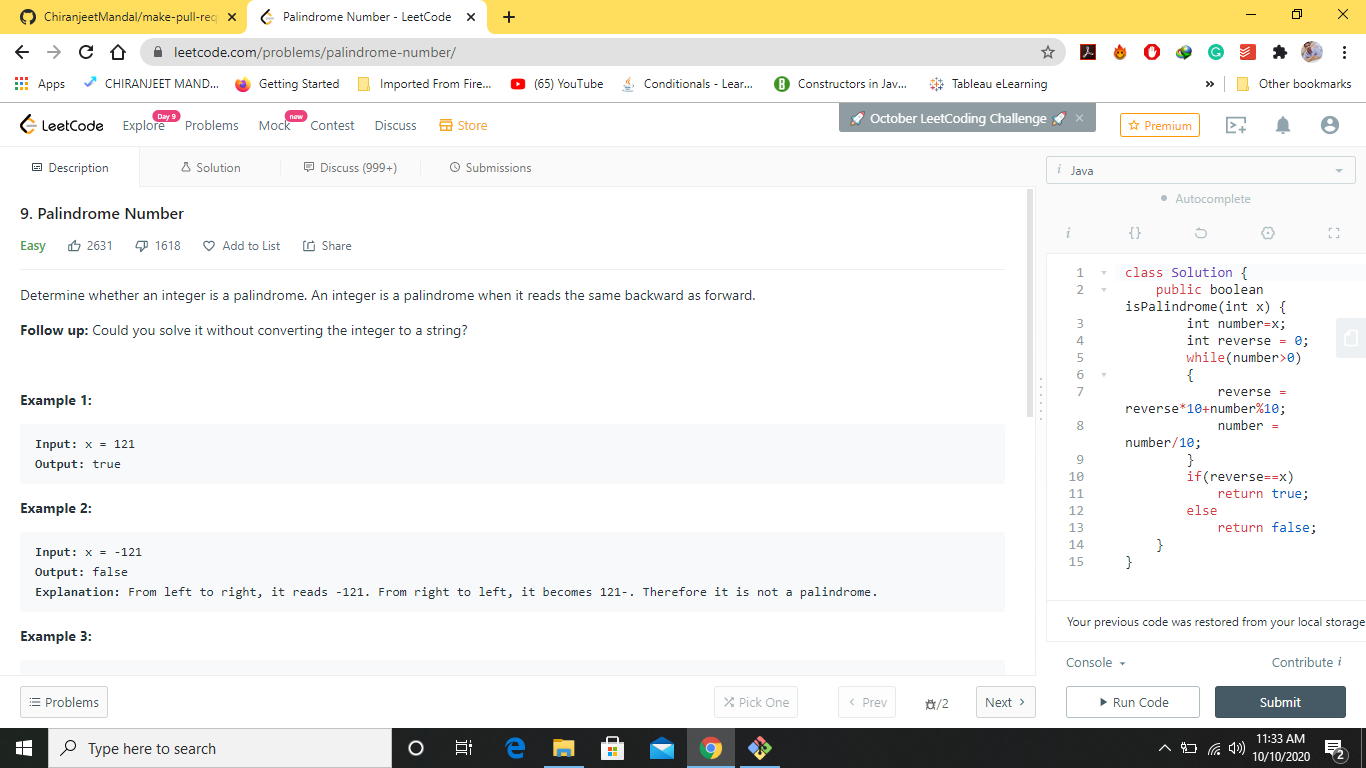 ChiranjeetMandal/make-pull-req
Palindrome Number - LeetCode
leetcode.com/problems/palindrome-number/
Apps CHIRANJEET MAND... Getting Started Imported From Fire... (65) YouTube Conditionals - Lear... Constructors in Jav... Tableau eLearning » Other bookmarks
LeetCode Explore Day 9 Problems Mock new Contest Discuss Store October LeetCoding Challenge Premium
Description Solution Discuss (999+) Submissions
9. Palindrome Number
Easy 2631 1618 Add to List Share
Determine whether an integer is a palindrome. An integer is a palindrome when it reads the same backward as forward.
Follow up: Could you solve it without converting the integer to a string?
Example 1:
Input: x = 121
Output: true
Example 2:
Input: x = -121
Output: false
Explanation: From left to right, it reads -121. From right to left, it becomes 121-. Therefore it is not a palindrome.
Example 3:
Problems Pick One Prev /2 Next
i Java
Autocomplete
i {}
1 class Solution {
2 public boolean
isPalindrome(int x) {
3 int number=x;
4 int reverse = 0;
5 while(number>0)
6 {
7 reverse =
reverse*10+number%10;
8 number =
number/10;
9 }
10 if(reverse==x)
11 return true;
12 else
13 return false;
14 }
15 }
Your previous code was restored from your local storage
Console Contribute i
Run Code Submit
Type here to search
11:33 AM
10/10/2020
2